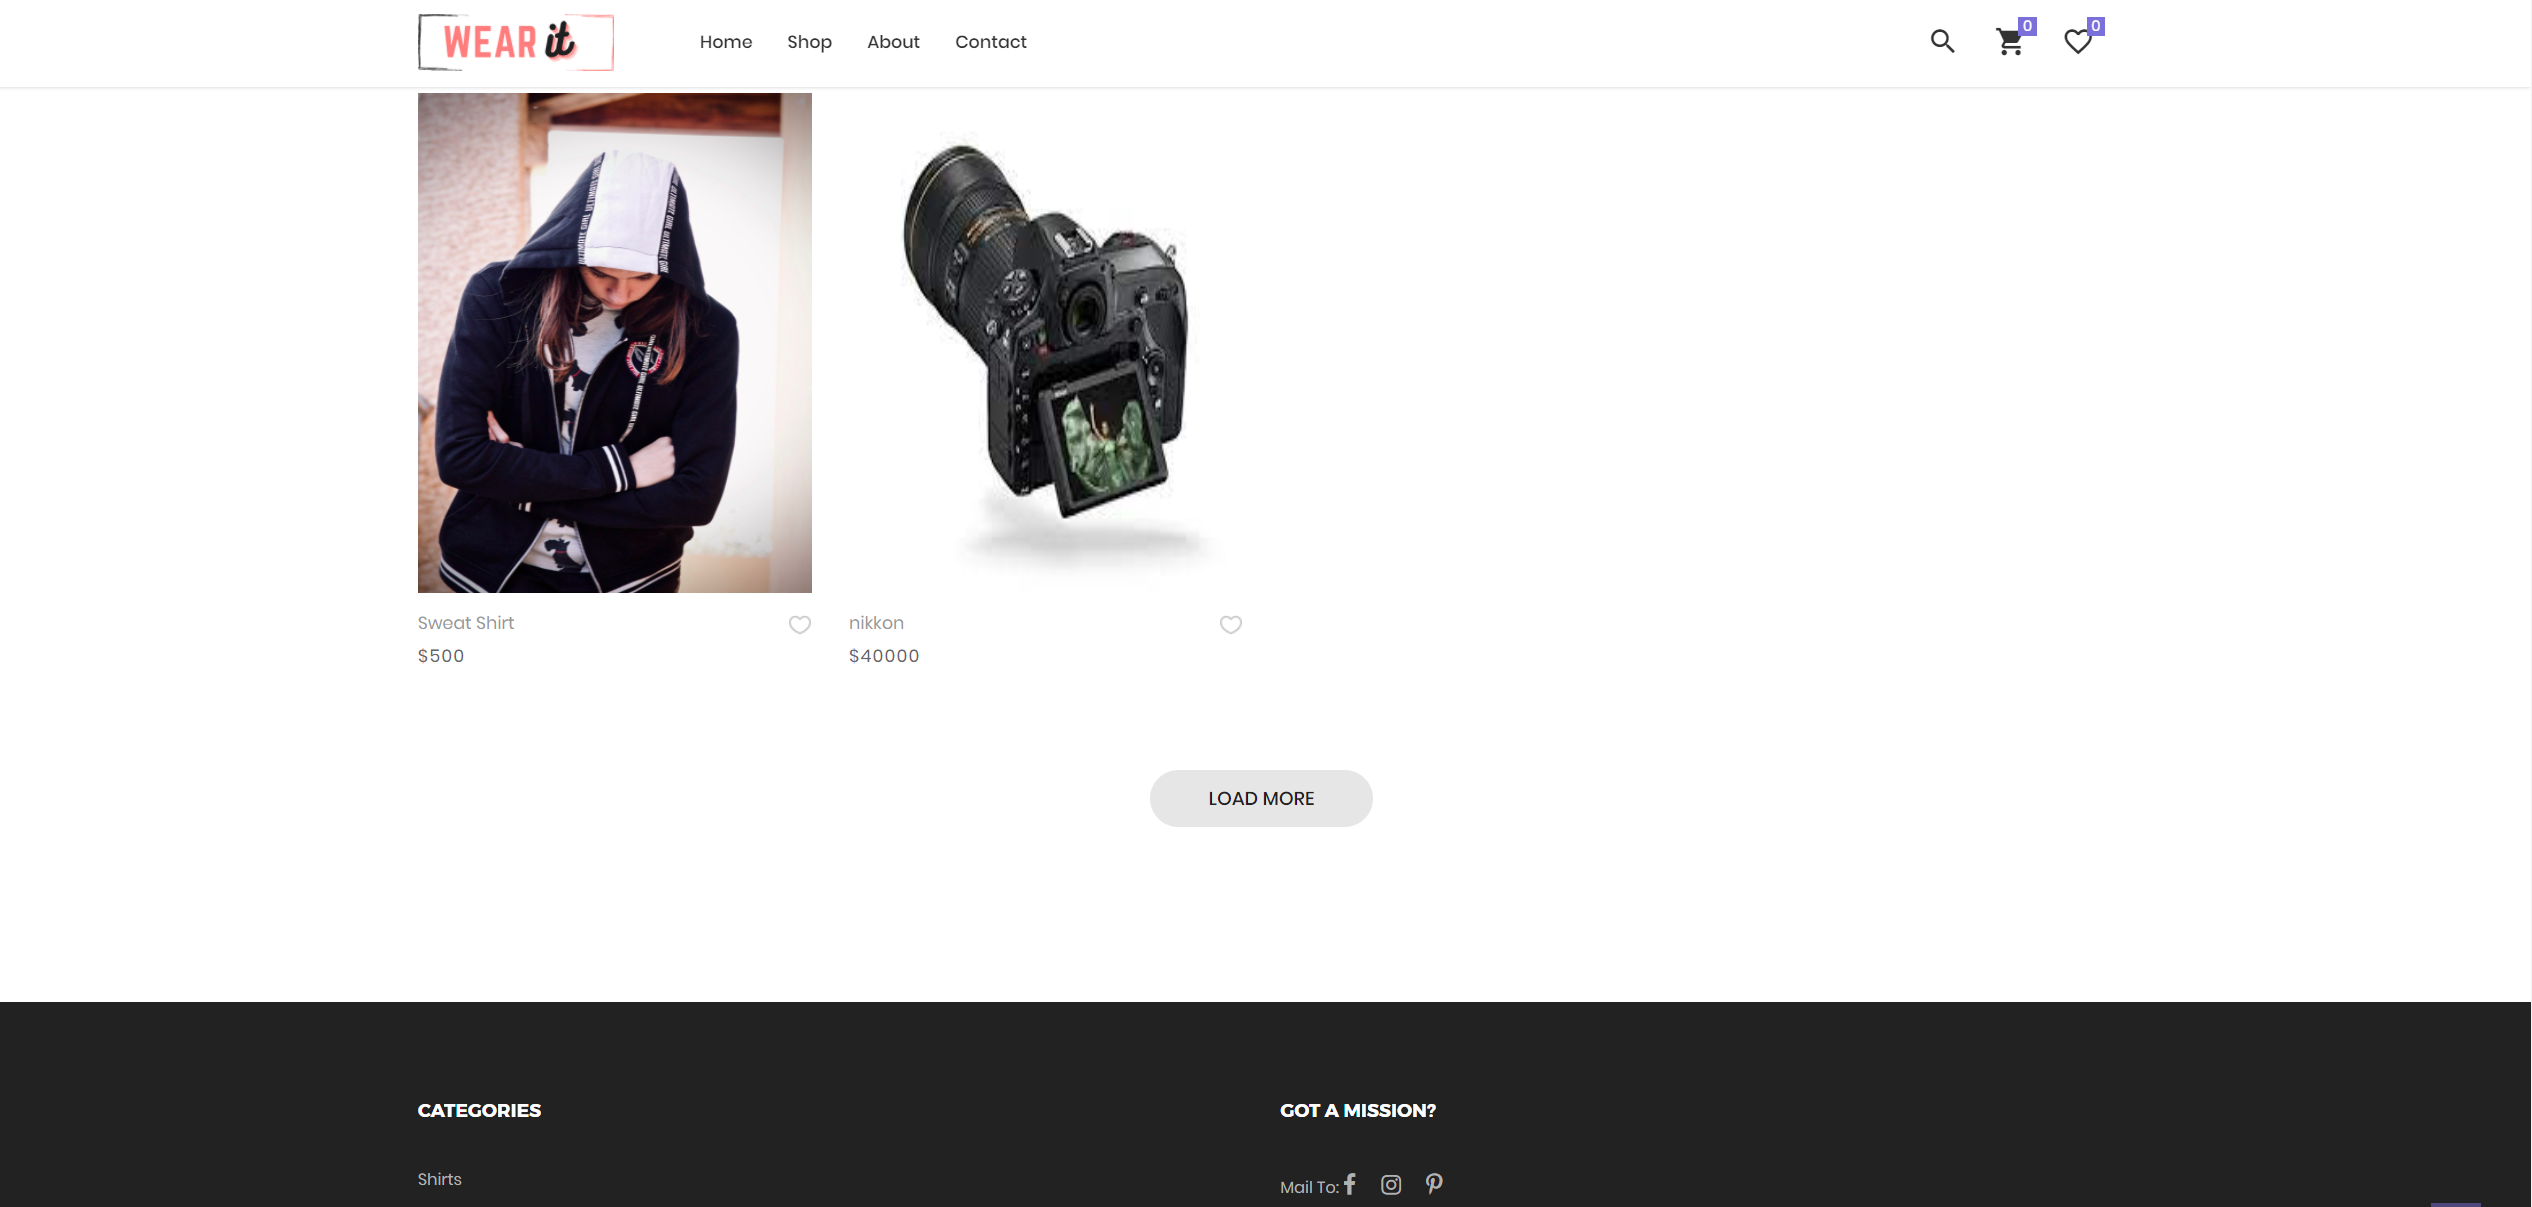 WEAR it
Home Shop About Contact
0 0
Sweat Shirt
$500
nikkon
$40000
LOAD MORE
CATEGORIES
GOT A MISSION?
Shirts
Mail To: